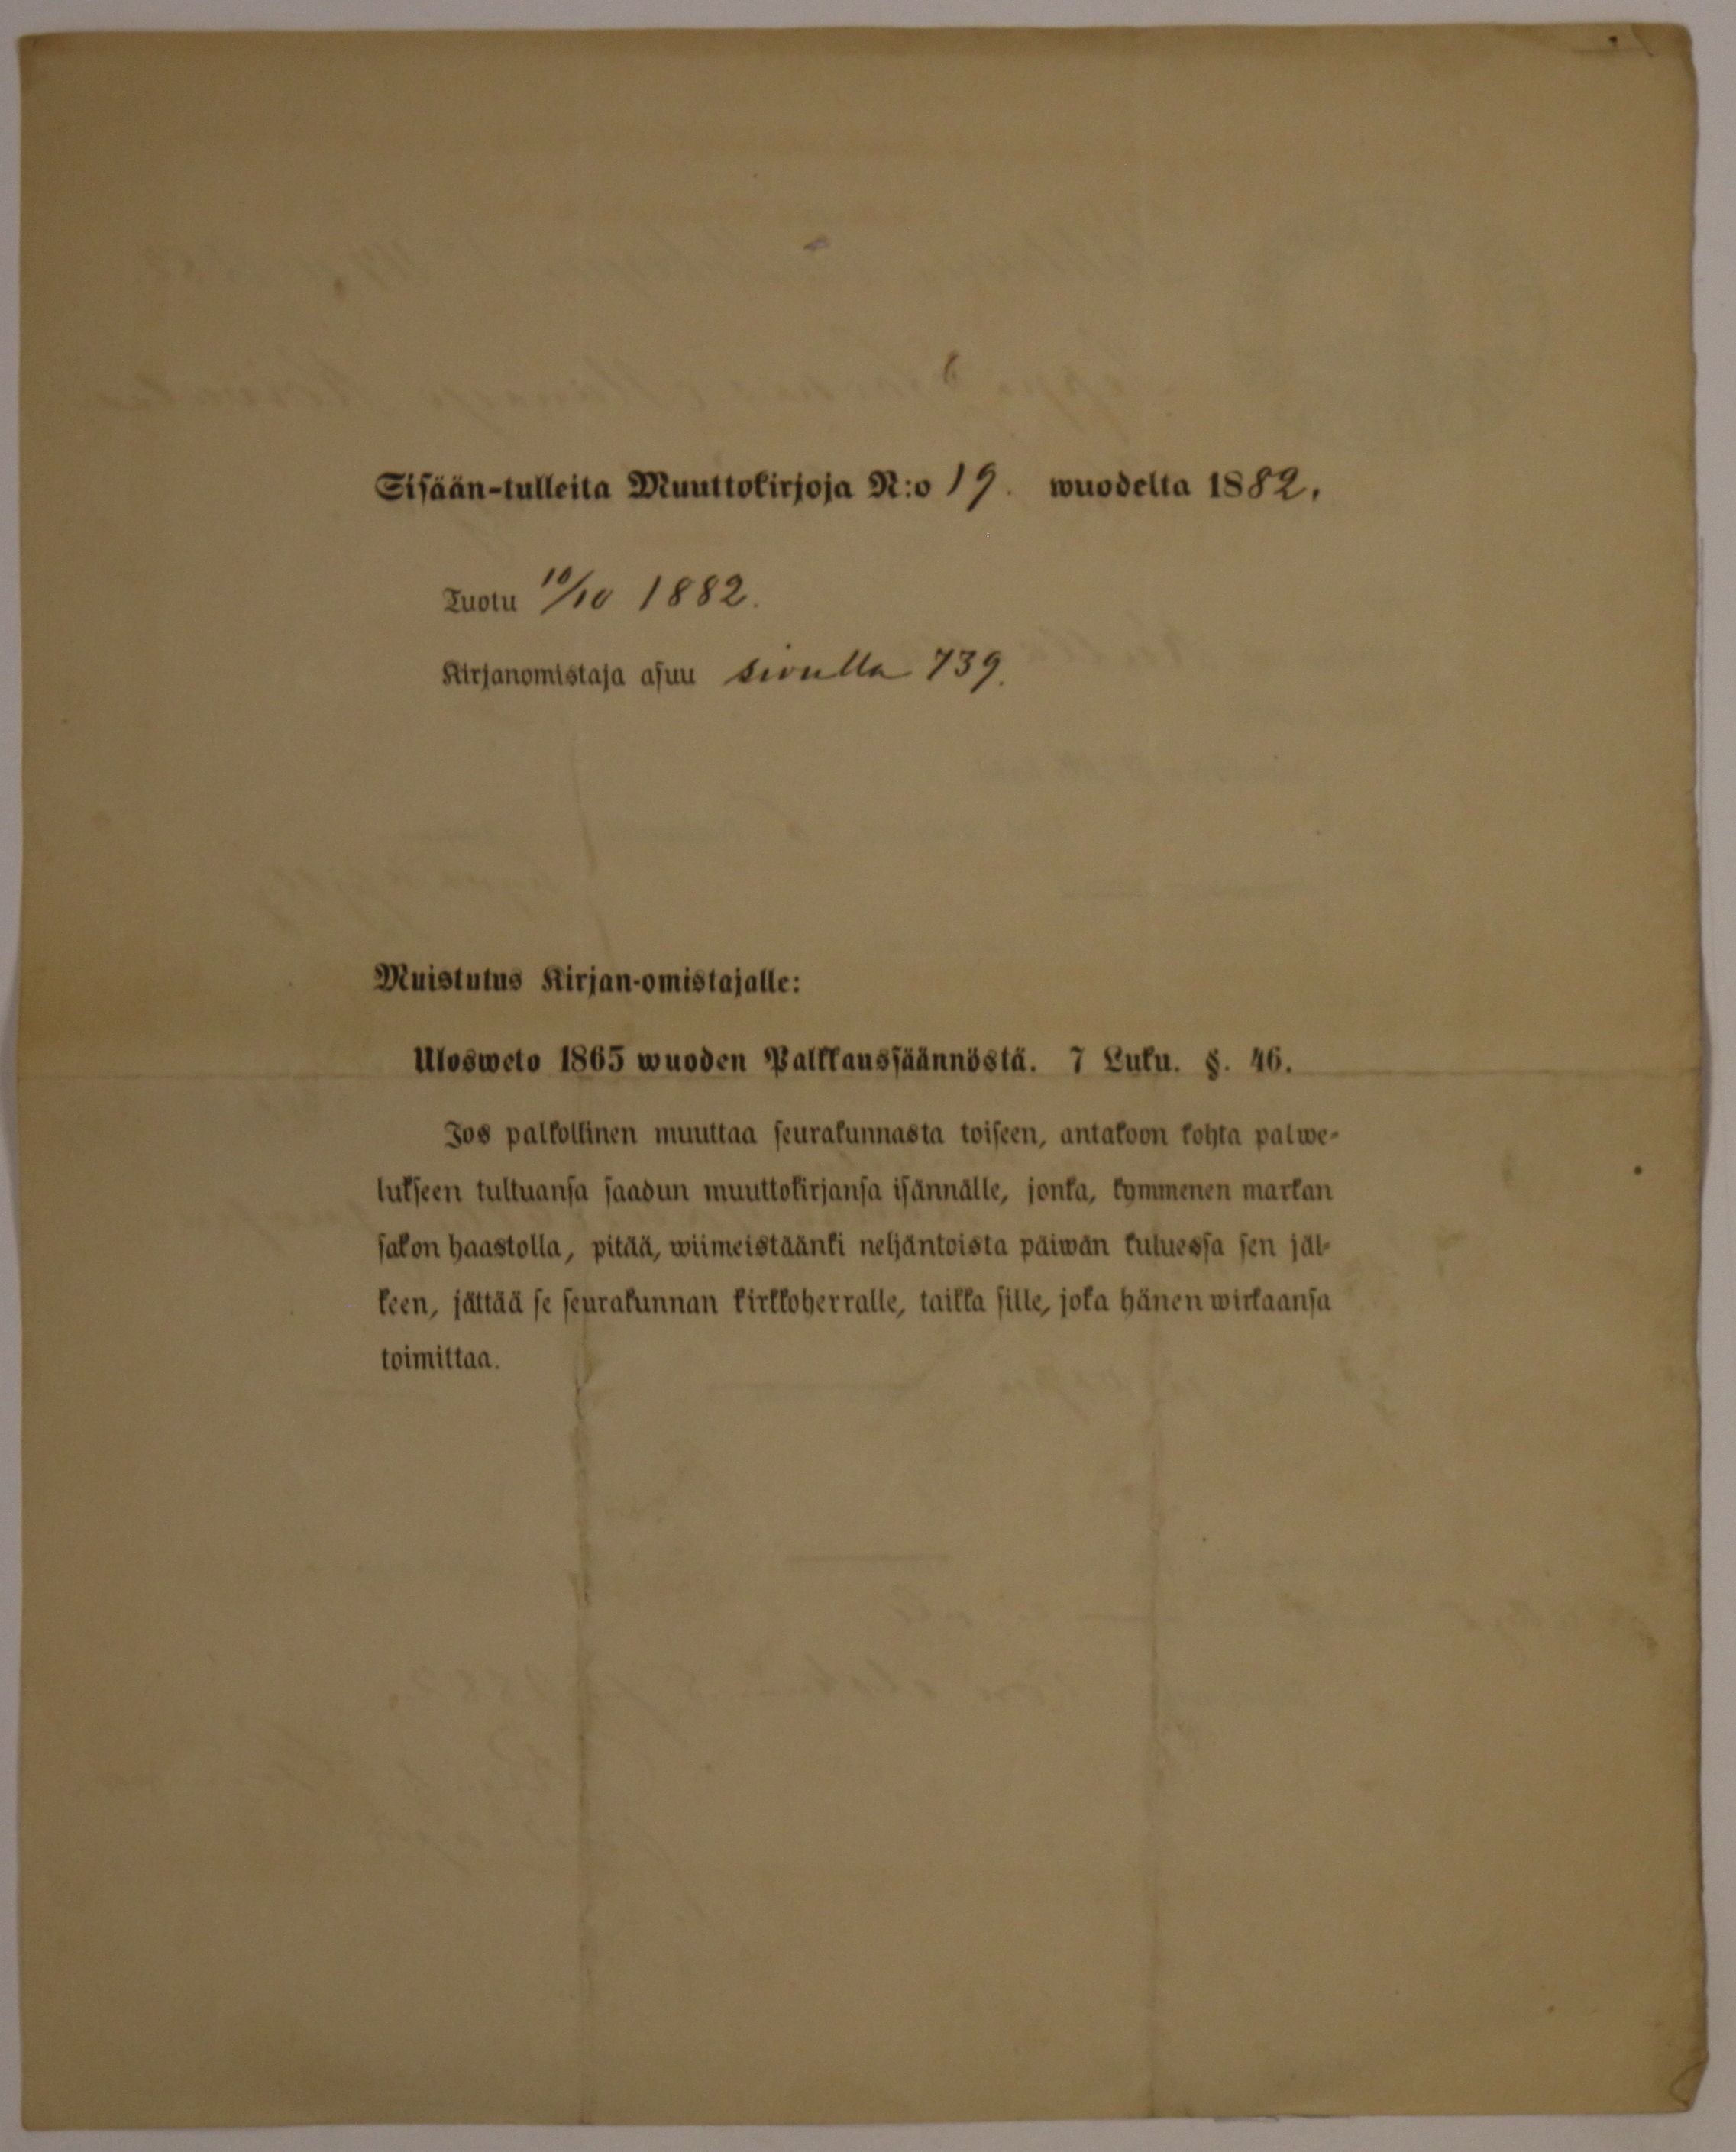 Sisään-tulleita Muuttokirjoja N:o 19. wuodelta 1882.
Tuotu 10/10 1882.
Kirjanomistaja asuu sivulla 739.
Muistutus Kirjan-omistajalle:
Ulosweto 1865 wuoden Palkkaussäännöstä. 7 Luku. §. 46.
Jos palkollinen muuttaa seurakunnasta toiseen, antakoon kohta palwe-
lukseen tultuansa saadun muuttokirjansa isännälle, jonka, kymmenen markan
sakon haastolla, pitää, wiimeistäänki neljäntoista päiwän kuluessa sen jäl-
keen, jättää se seurakunnan kirkkoherralle, taikka sille, joka hänen wirkaansa
toimittaa.